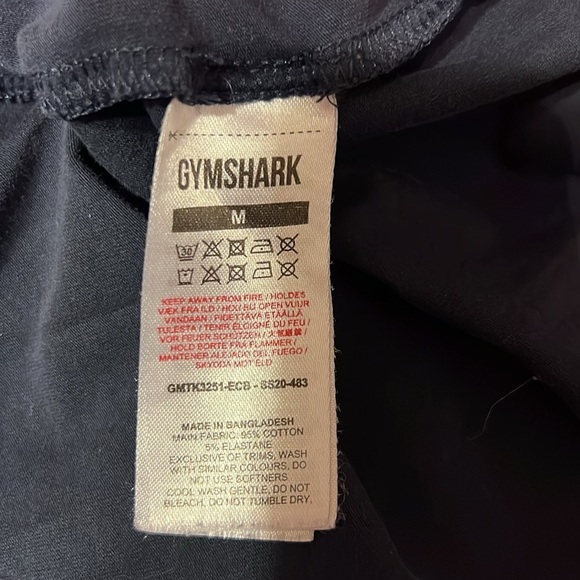 GYMSHARK
M
30
KEEP AWAY FROM FIRE / HOLDES
VÆK FRA ILD / HOU BIJ OPEN VUUR
VANDAAN / PIDETTÄVÄ ETÄÄLLÄ
TULESTA / TENIR ÉLOIGNÉ DU FEU /
VOR FEUER SCHÜTZEN /
HOLD BORTE FRA FLAMMER /
MANTENER ALEJADO DEL FUEGO /
SKYDDA MOT ELD
GMTK3251-ECB - SS20-483
MADE IN BANGLADESH
MAIN FABRIC: 95% COTTON
5% ELASTANE
EXCLUSIVE OF TRIMS, WASH
WITH SIMILAR COLOURS, DO
NOT USE SOFTNERS
COOL WASH GENTLE, DO NOT
BLEACH, DO NOT TUMBLE DRY,